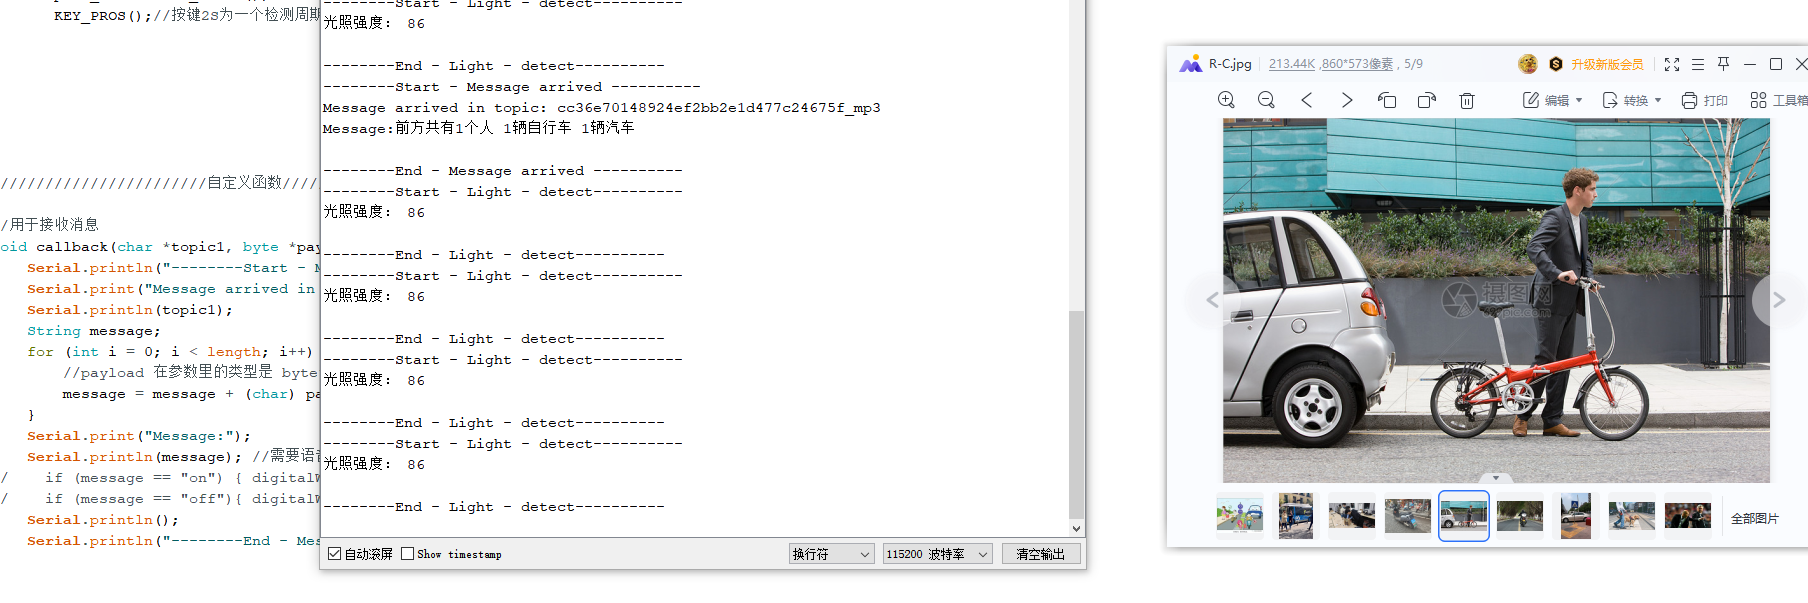 KEY_PROS();//按键2S为一个检测周期
///////////////////////自定义函数////
/用于接收消息
oid callback(char *topic1, byte *pay
Serial.println("--------Start - M
Serial.print("Message arrived in
Serial.println(topic1);
String message;
for (int i = 0; i < length; i++)
//payload 在参数里的类型是 byte
message = message + (char) pa
}
Serial.print("Message:");
Serial.println(message); //需要语音
/    if (message == "on") { digitalW
/    if (message == "off"){ digitalW
Serial.println();
Serial.println("--------End - Mes
--------Start - Light - detect----------
光照强度: 86
--------End - Light - detect----------
--------Start - Message arrived ----------
Message arrived in topic: cc36e70148924ef2bb2e1d477c24675f_mp3
Message:前方共有1个人 1辆自行车 1辆汽车
--------End - Message arrived ----------
--------Start - Light - detect----------
光照强度: 86
--------End - Light - detect----------
--------Start - Light - detect----------
光照强度: 86
--------End - Light - detect----------
--------Start - Light - detect----------
光照强度: 86
--------End - Light - detect----------
--------Start - Light - detect----------
光照强度: 86
--------End - Light - detect----------
自动滚屏 Show timestamp 换行符 115200 波特率 清空输出
R-C.jpg 213.44K ,860*573像素 , 5/9 升级新版会员
编辑 转换 打印 工具箱
摄图网
全部图片